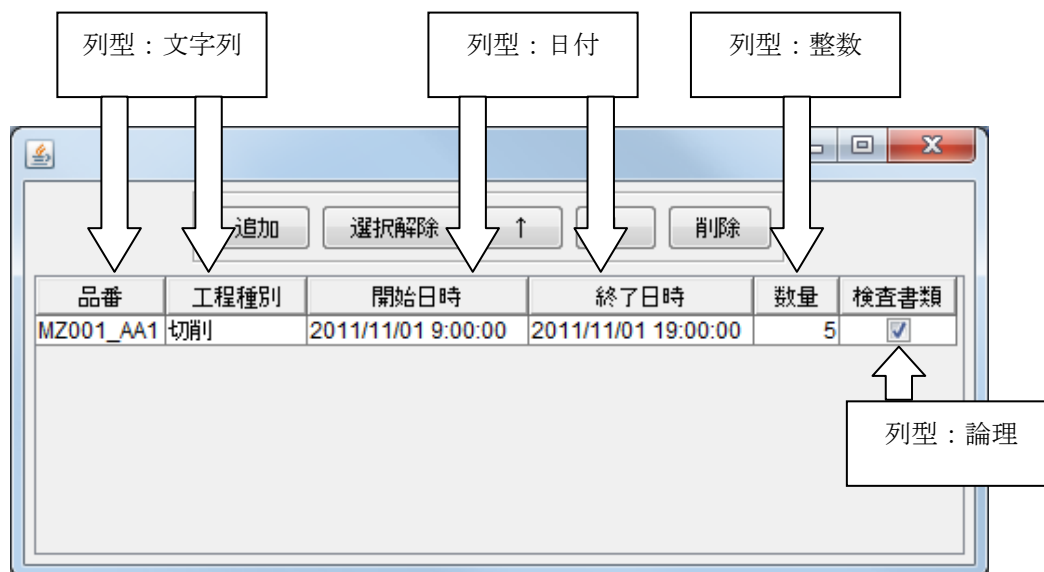 列型：文字列
列型：日付
列型：整数
追加
選択解除
↑
削除
品番 工程種別 開始日時 終了日時 数量 検査書類
MZ001_AA1 切削 2011/11/01 9:00:00 2011/11/01 19:00:00 5
列型：論理